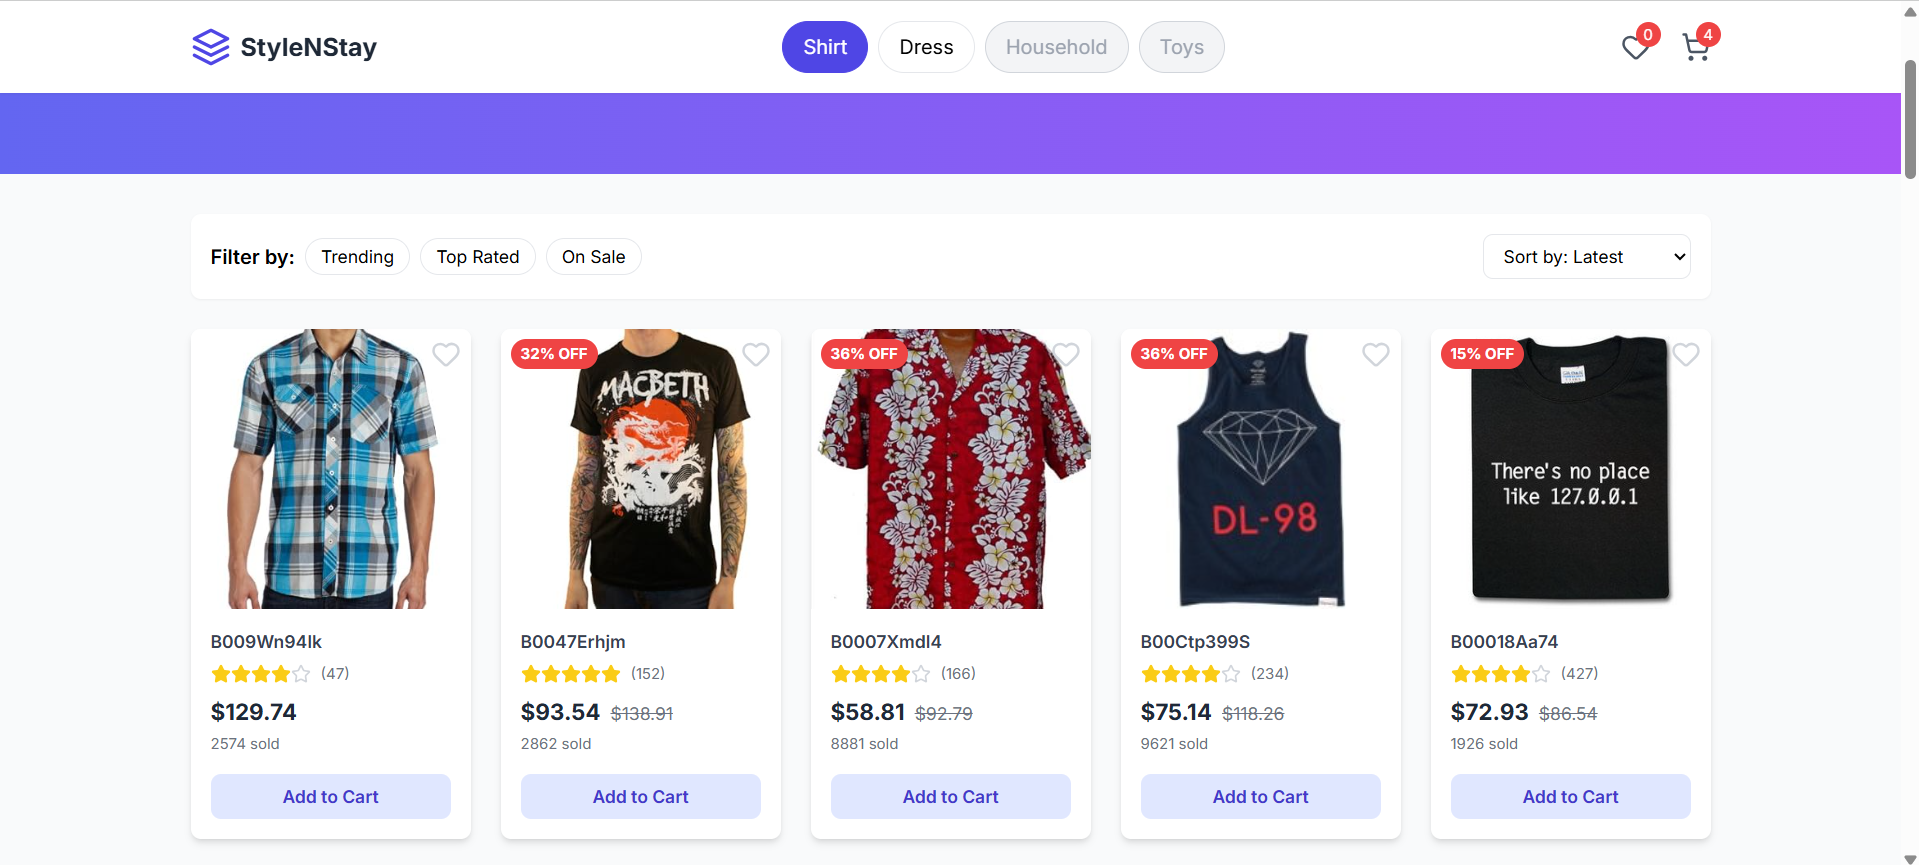 StyleNStay
Shirt
Dress
Household
Toys
0
4
Filter by:
Trending
Top Rated
On Sale
Sort by: Latest
32% OFF
36% OFF
36% OFF
15% OFF
MACBETH
DL-98
There's no place
like 127.0.0.1
B009Wn94Ik
(47)
$129.74
2574 sold
Add to Cart
B0047Erhjm
(152)
$93.54 $138.91
2862 sold
Add to Cart
B0007Xmdl4
(166)
$58.81 $92.79
8881 sold
Add to Cart
B00Ctp399S
(234)
$75.14 $118.26
9621 sold
Add to Cart
B00018Aa74
(427)
$72.93 $86.54
1926 sold
Add to Cart